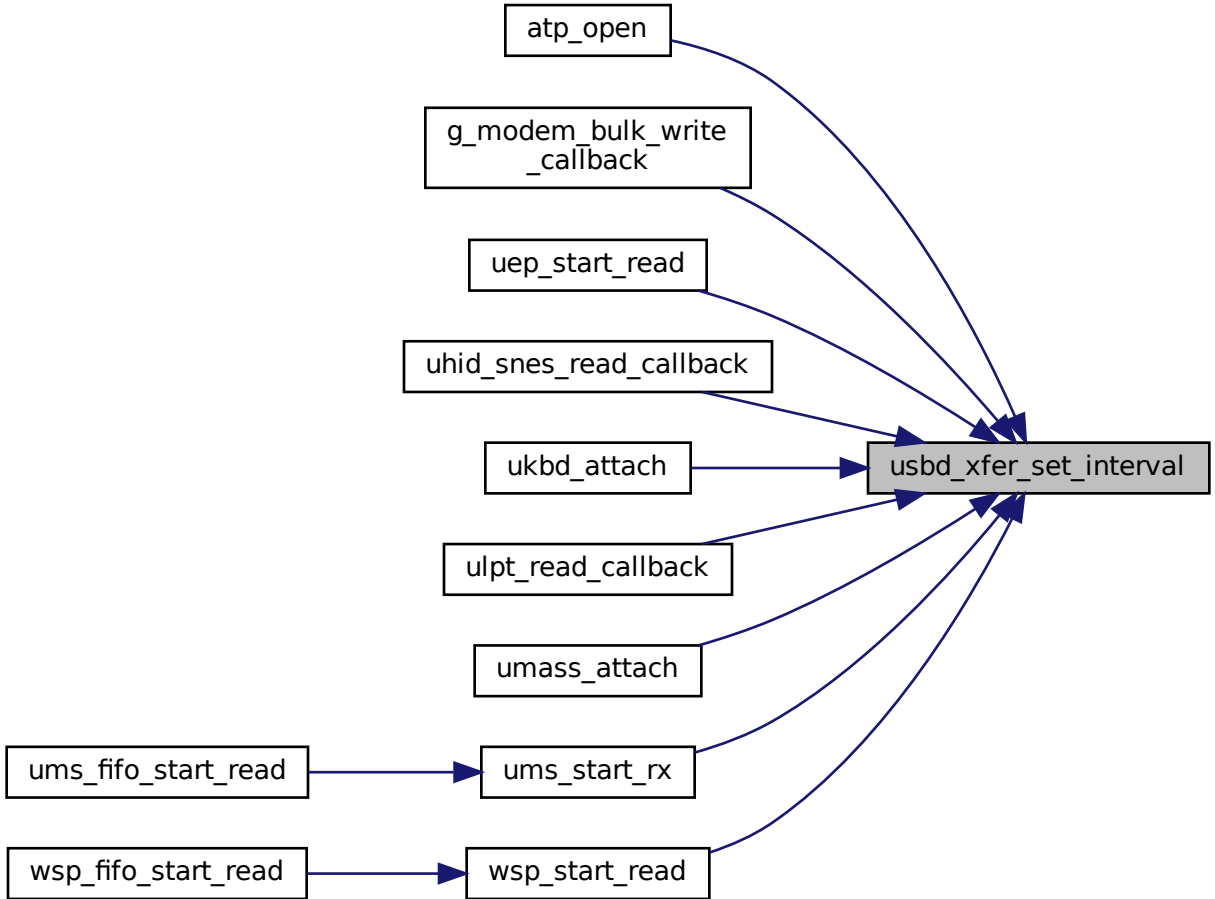 atp_open
g_modem_bulk_write
_callback
uep_start_read
uhid_snes_read_callback
ukbd_attach
usbd_xfer_set_interval
ulpt_read_callback
umass_attach
ums_fifo_start_read
ums_start_rx
wsp_fifo_start_read
wsp_start_read